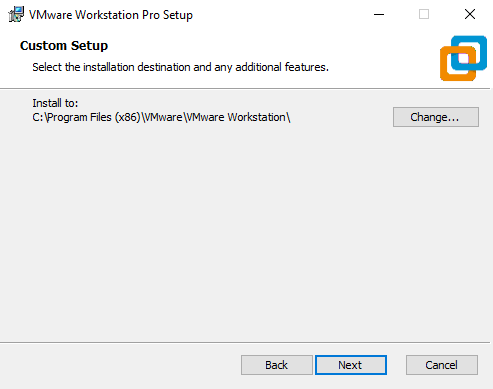 VMware Workstation Pro Setup
Custom Setup
Select the installation destination and any additional features.
Install to:
C:\Program Files (x86)\VMware\VMware Workstation\
Change...
Back
Next
Cancel